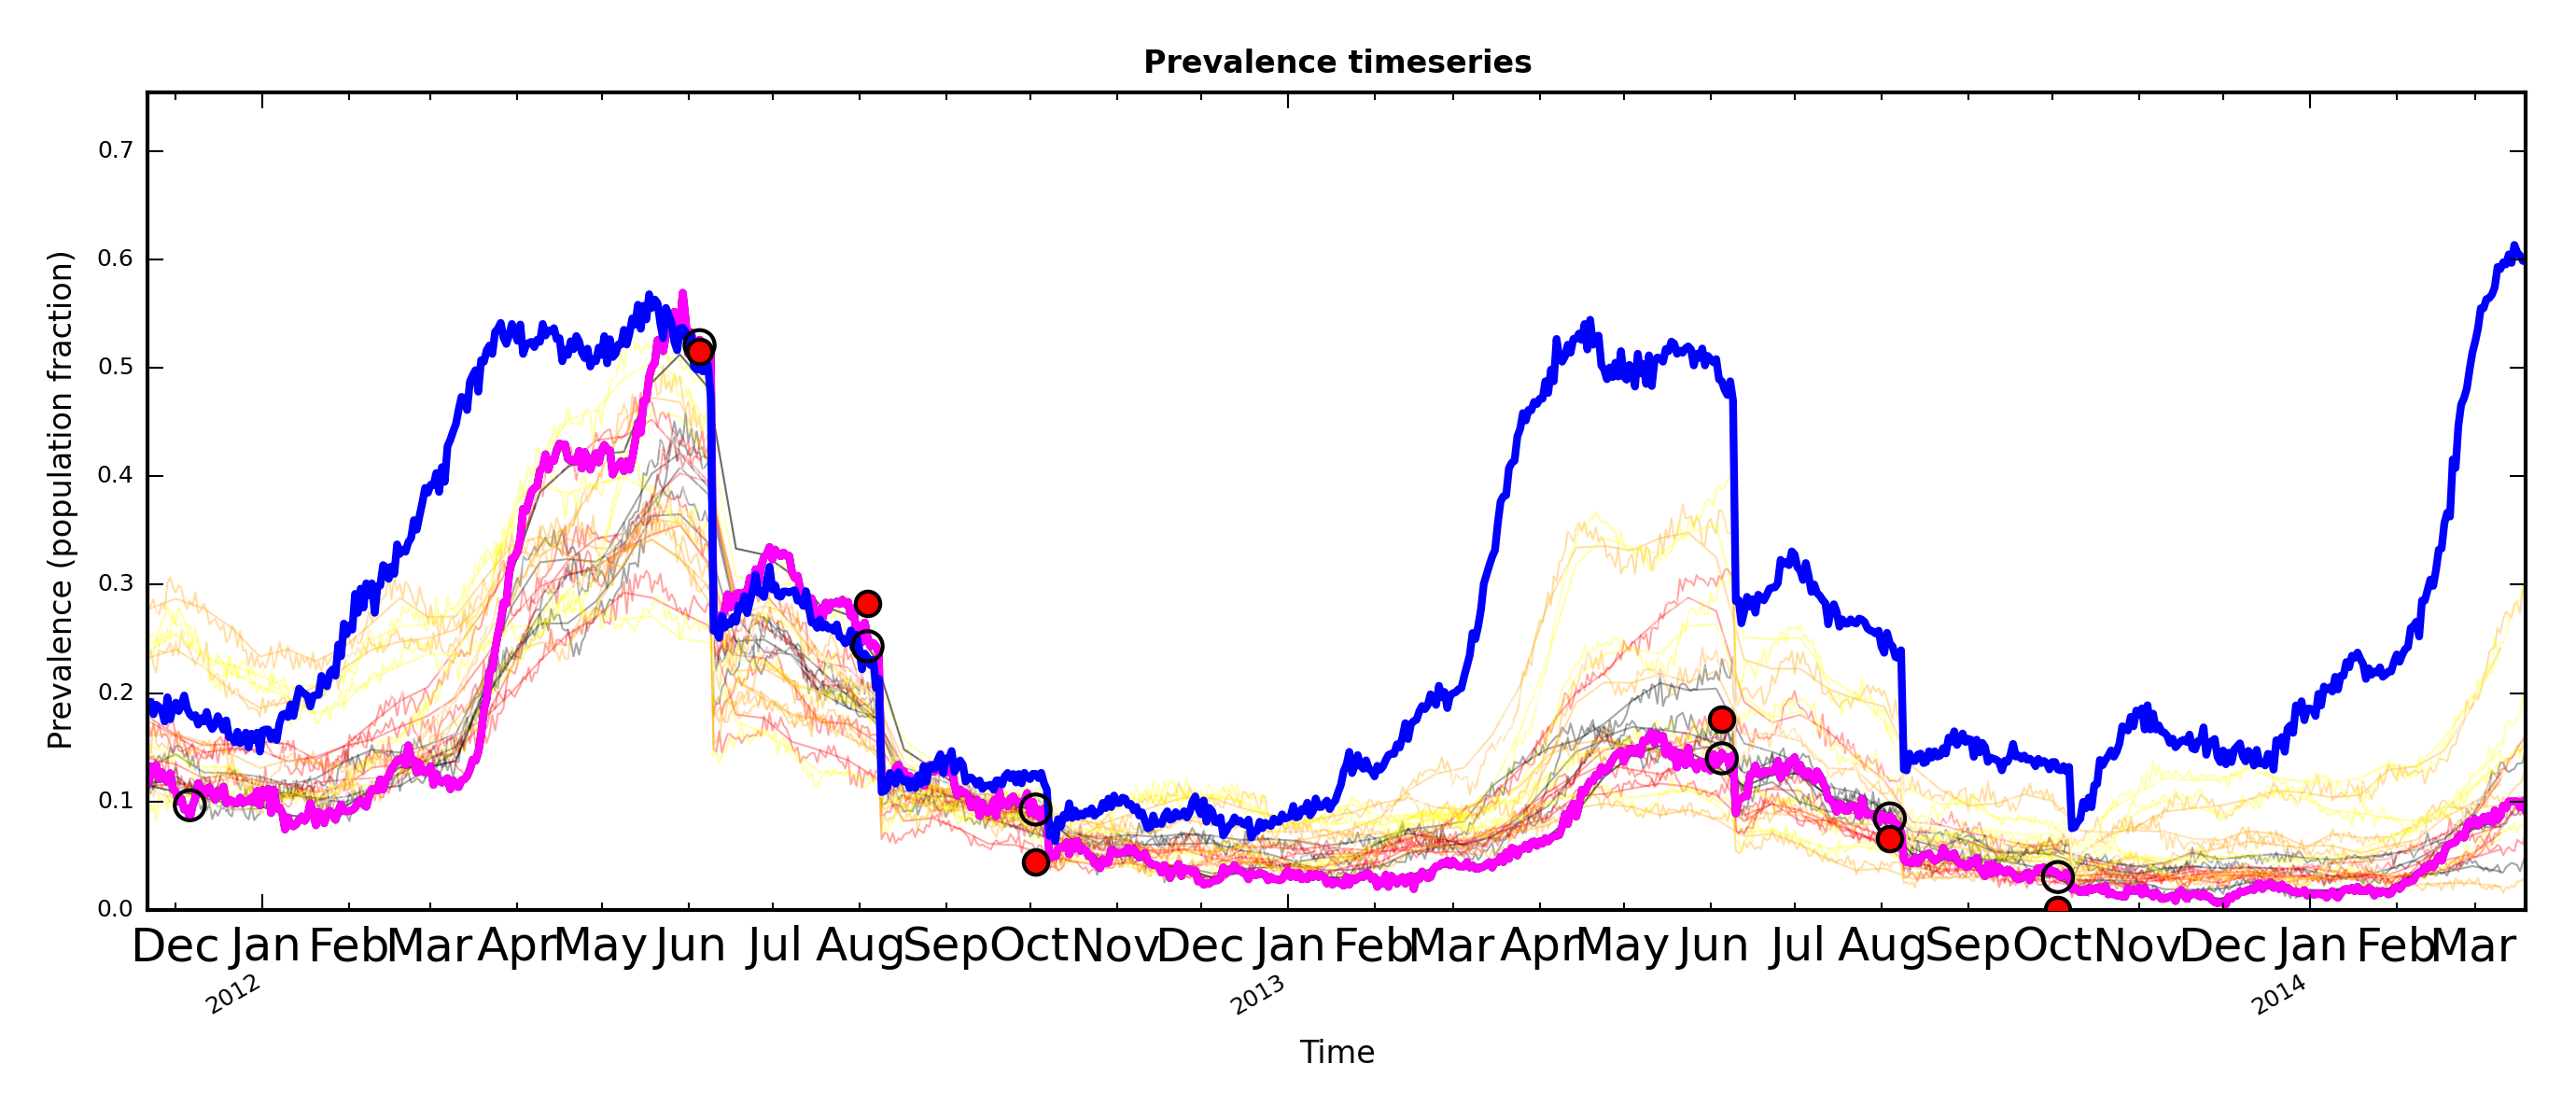 Prevalence timeseries
Prevalence (population fraction)
0.7
0.6
0.5
0.4
0.3
0.2
0.1
0.0
Dec Jan Feb Mar Apr May Jun Jul Aug Sep Oct Nov Dec Jan Feb Mar Apr May Jun Jul Aug Sep Oct Nov Dec Jan Feb Mar
2012 2013 2014
Time